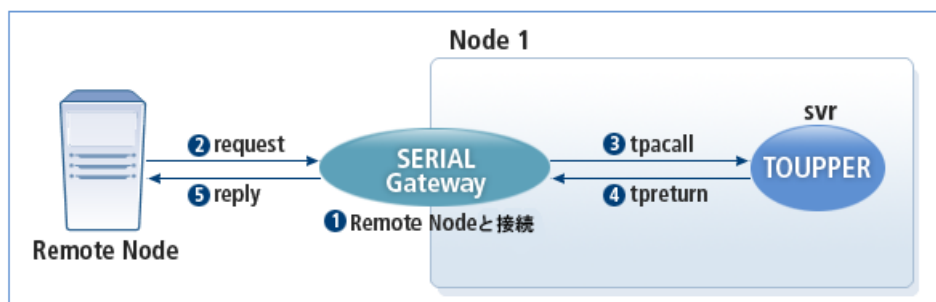 Node 1
svr
❷ request
❸ tpacall
SERIAL
Gateway
TOUPPER
❺ reply
❹ tpreturn
❶ Remote Nodeと接続
Remote Node